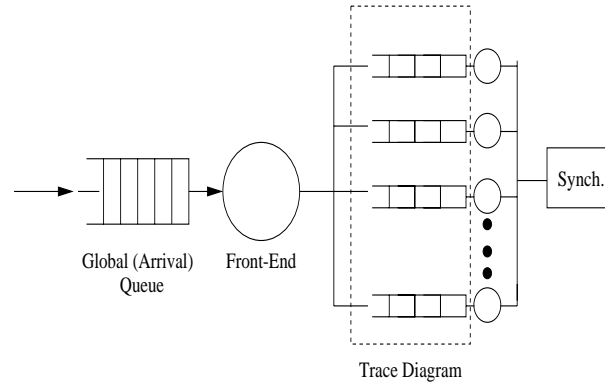 Global (Arrival)
Queue
Front-End
Synch.
Trace Diagram